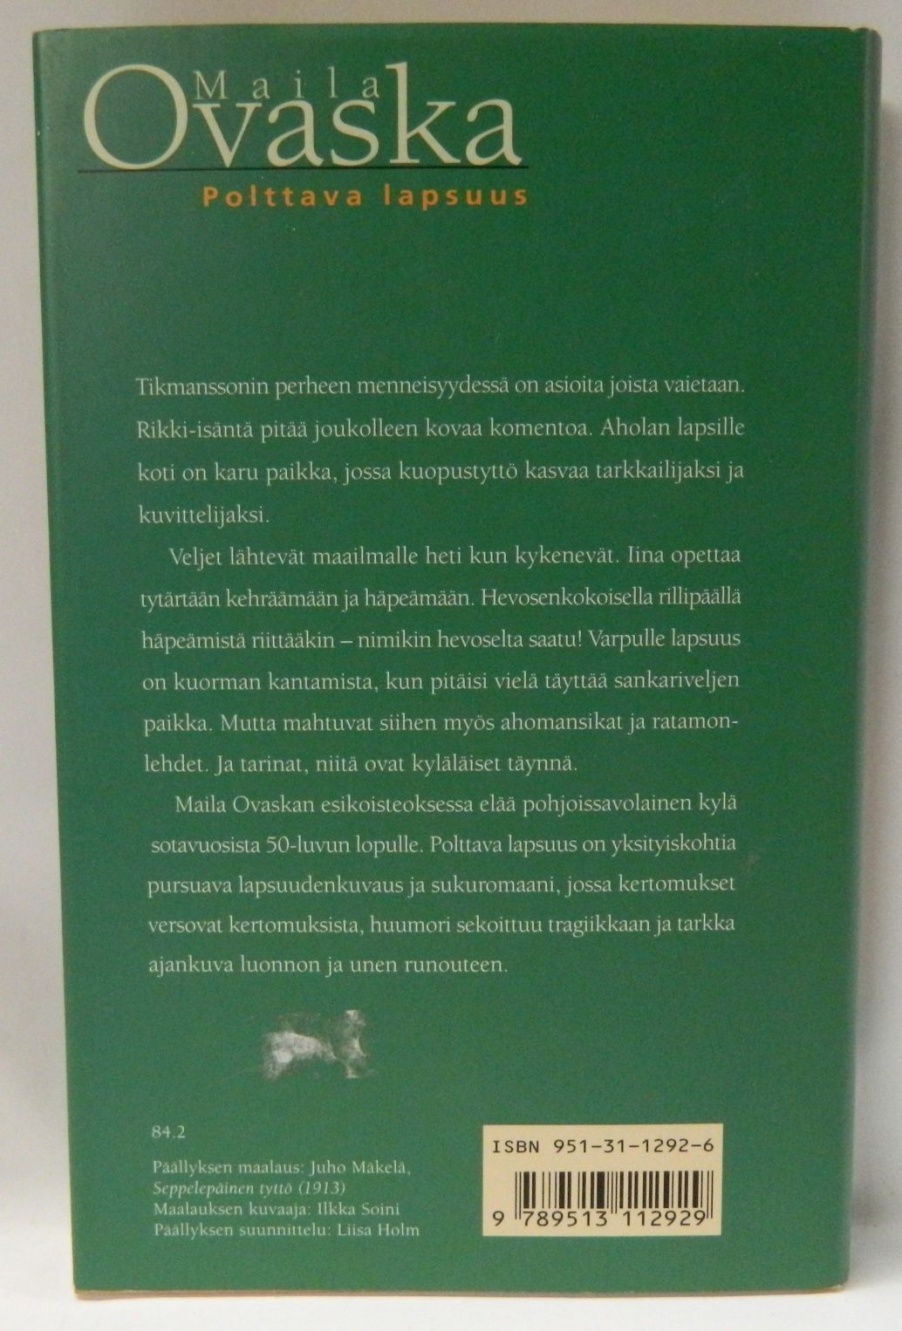 Maila
Ovaska
Polttava lapsuus
Tikmanssonin perheen menneisyydessä on asioita joista vaietaan.
Rikki-isäntä pitää joukolleen kovaa komentoa. Aholan lapsille
koti on karu paikka, jossa kuopustyttö kasvaa tarkkailijaksi ja
kuvittelijaksi.
Veljet lähtevät maailmalle heti kun kykenevät. Iina opettaa
tytärtään kehräämään ja häpeämään. Hevosenkokoisella rillipäällä
häpeämistä riittääkin – nimikin hevoselta saatu! Varpulle lapsuus
on kuorman kantamista, kun pitäisi vielä täyttää sankariveljen
paikka. Mutta mahtuvat siihen myös ahomansikat ja ratamon-
lehdet. Ja tarinat, niitä ovat kyläläiset täynnä.
Maila Ovaskan esikoisteoksessa elää pohjoissavolainen kylä
sotavuosista 50-luvun lopulle. Polttava lapsuus on yksityiskohtia
pursuava lapsuudenkuvaus ja sukuromaani, jossa kertomukset
versovat kertomuksista, huumori sekoittuu tragiikkaan ja tarkka
ajankuva luonnon ja unen runouteen.
84.2
Päällyksen maalaus: Juho Mäkelä,
Seppelepäinen tyttö (1913)
Maalauksen kuvaaja: Ilkka Soini
Päällyksen suunnittelu: Liisa Holm
ISBN 951-31-1292-6
9 789513 112929